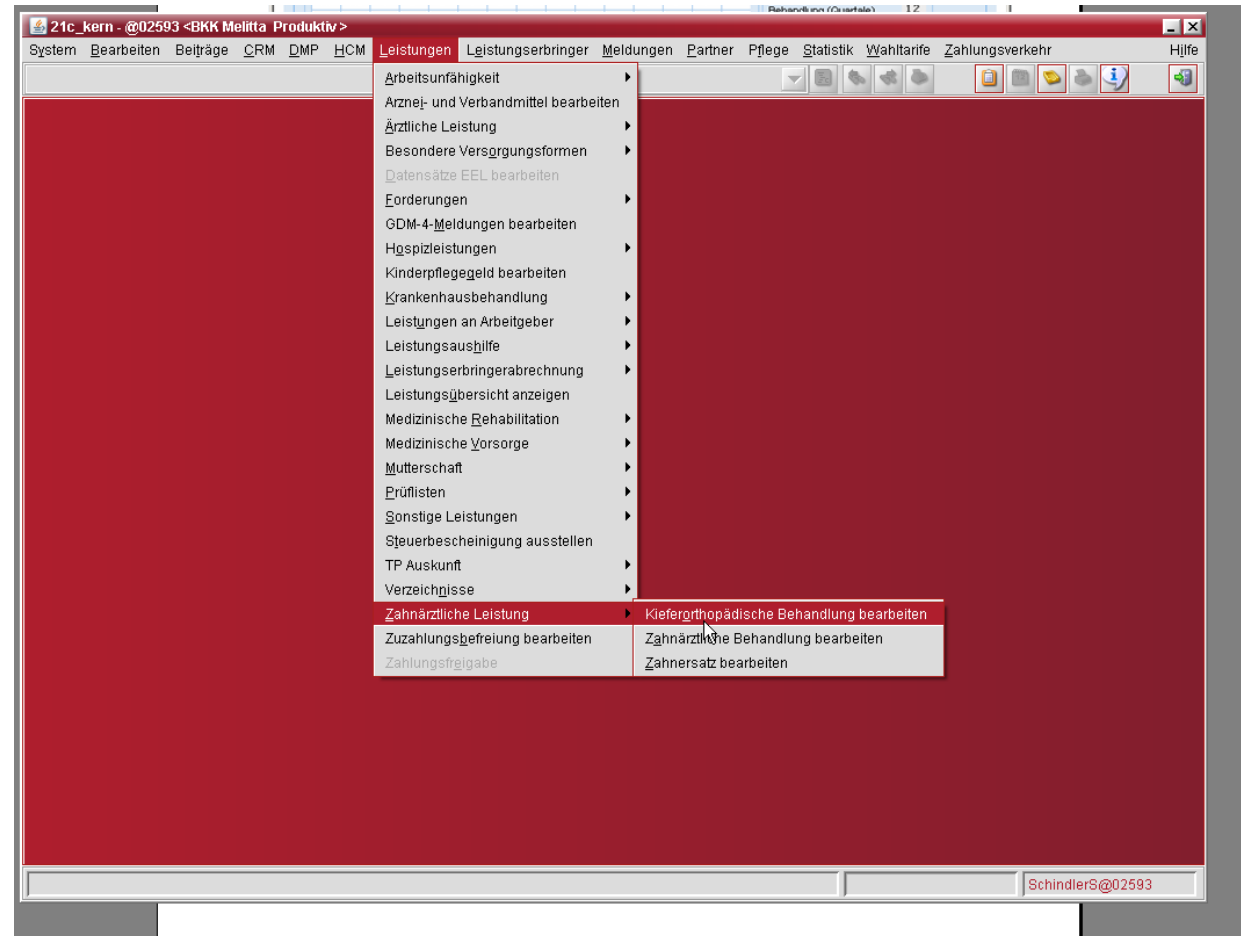 Behandlung (Quartale) 12
21c_kern - @02593 <BKK Melitta Produktiv>
System Bearbeiten Beiträge CRM DMP HCM Leistungen Leistungserbringer Meldungen Partner Pflege Statistik Wahltarife Zahlungsverkehr Hilfe
Arbeitsunfähigkeit
Arznei- und Verbandmittel bearbeiten
Ärztliche Leistung
Besondere Versorgungsformen
Datensätze EEL bearbeiten
Forderungen
GDM-4-Meldungen bearbeiten
Hospizleistungen
Kinderpflegegeld bearbeiten
Krankenhausbehandlung
Leistungen an Arbeitgeber
Leistungsaushilfe
Leistungserbringerabrechnung
Leistungsübersicht anzeigen
Medizinische Rehabilitation
Medizinische Vorsorge
Mutterschaft
Prüflisten
Sonstige Leistungen
Steuerbescheinigung ausstellen
TP Auskunft
Verzeichnisse
Zahnärztliche Leistung Kieferorthopädische Behandlung bearbeiten
Zuzahlungsbefreiung bearbeiten Zahnärztliche Behandlung bearbeiten
Zahlungsfreigabe Zahnersatz bearbeiten
SchindlerS@02593